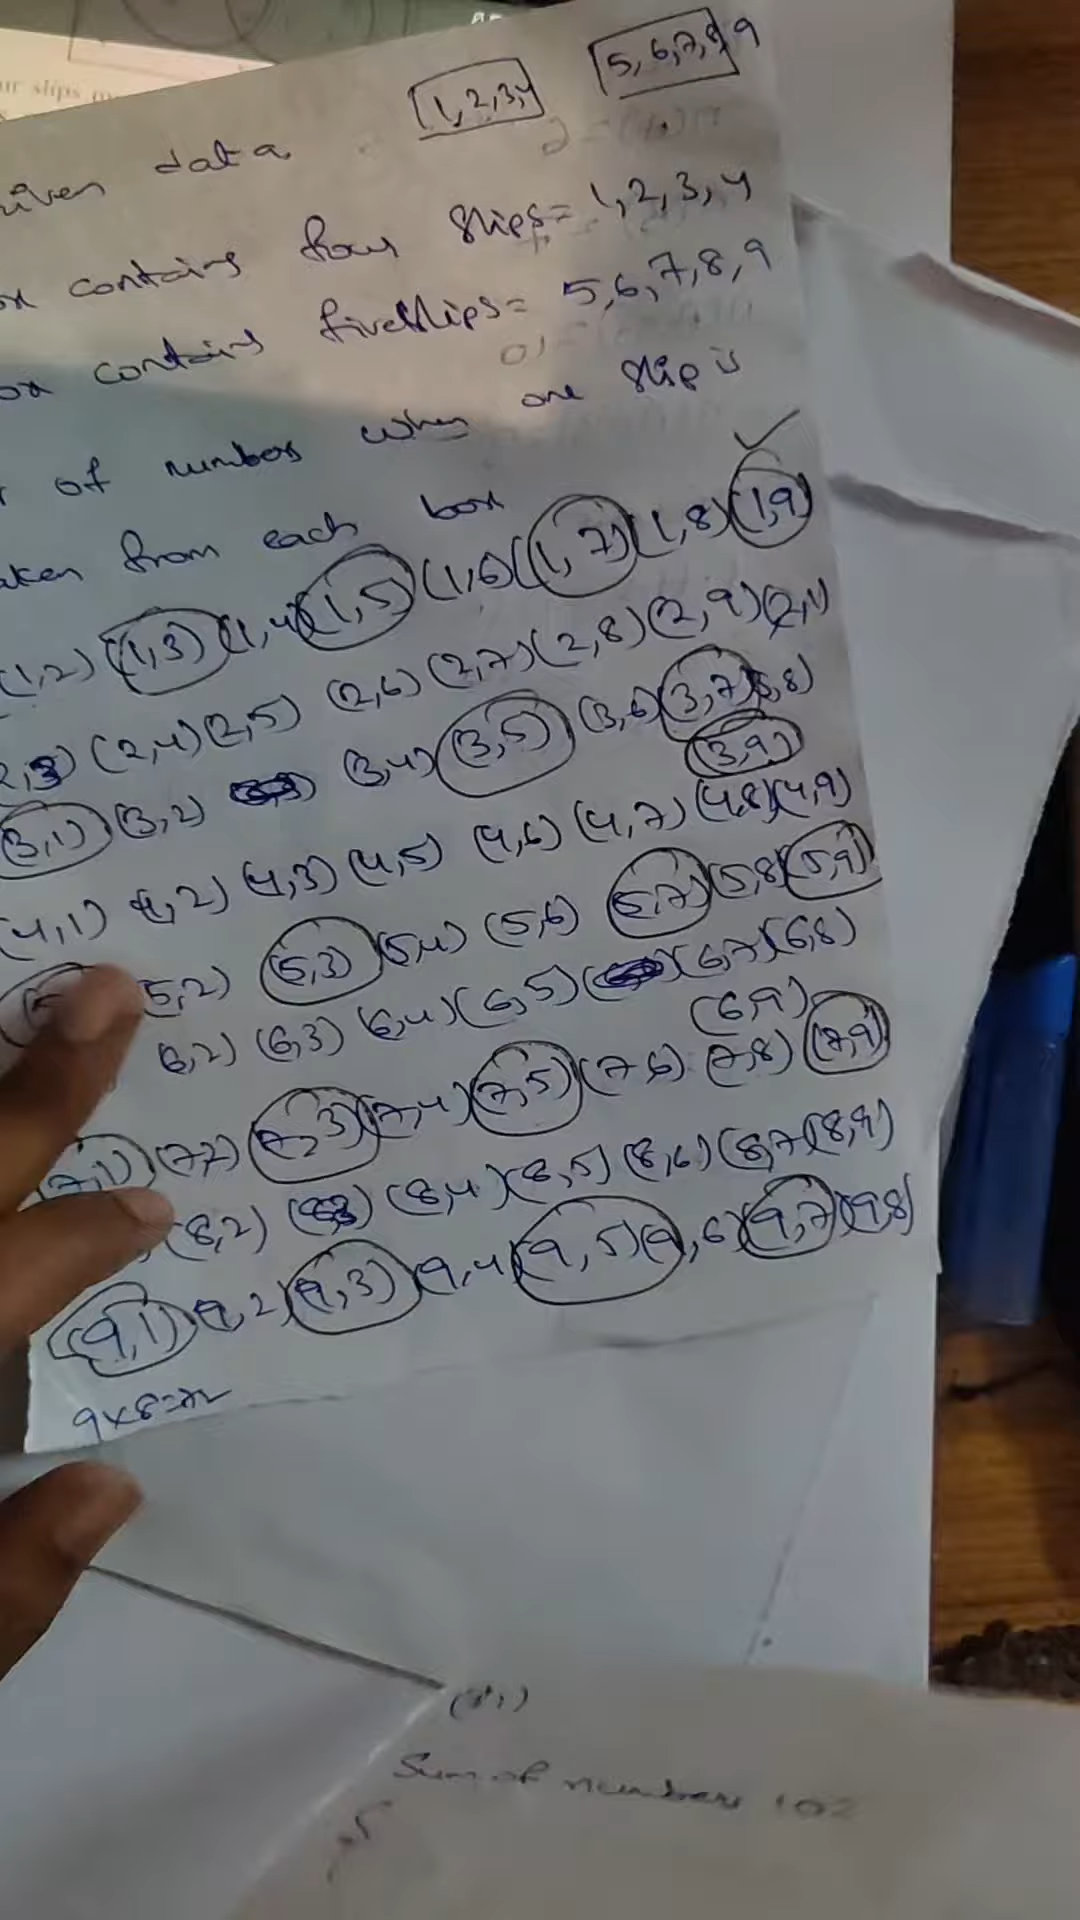 1,2,3,4 5,6,7,8,9
data
contains four slips= 1,2,3,4
contains fiveslips= 5,6,7,8,9
of numbers when one slip is
from each box
(1,2) (1,3) (1,4) (1,5) (1,6) (1,7) (1,8) (1,9)
(2,4) (2,5) (2,6) (2,7) (2,8) (2,9) (2,1)
(3,1) (3,2) (3,4) (3,5) (3,6) (3,7) (3,8)
(3,9)
(4,1) (4,2) (4,3) (4,5) (4,6) (4,7) (4,8) (4,9)
5,2) (5,3) (5,4) (5,6) (5,7) (5,8) (5,9)
6,2) (6,3) (6,4) (6,5) (6,7) (6,8)
(6,9)
7,1) (7,2) (7,3) (7,4) (7,5) (7,6) (7,8) (7,9)
(8,2) (8,3) (8,4) (8,5) (8,6) (8,7) (8,9)
(9,1) (9,2) (9,3) (9,4) (9,5) (9,6) (9,7) (9,8)
9x8=72
Sum of numbers